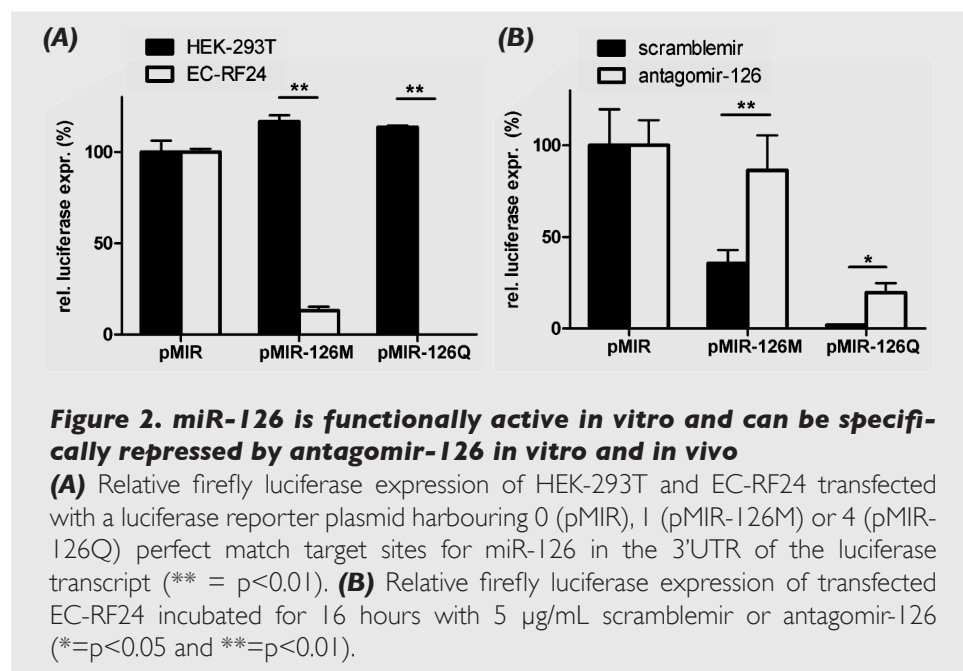 (A)
HEK-293T
EC-RF24
rel. luciferase expr. (%)
100
50
0
**
**
pMIR
pMIR-126M
pMIR-126Q
(B)
scramblemir
antagomir-126
rel. luciferase expr. (%)
100
50
0
**
*
pMIR
pMIR-126M
pMIR-126Q
Figure 2. miR-126 is functionally active in vitro and can be specifi-
cally repressed by antagomir-126 in vitro and in vivo
(A) Relative firefly luciferase expression of HEK-293T and EC-RF24 transfected
with a luciferase reporter plasmid harbouring 0 (pMIR), 1 (pMIR-126M) or 4 (pMIR-
126Q) perfect match target sites for miR-126 in the 3'UTR of the luciferase
transcript (** = p<0.01). (B) Relative firefly luciferase expression of transfected
EC-RF24 incubated for 16 hours with 5 µg/mL scramblemir or antagomir-126
(*=p<0.05 and **=p<0.01).